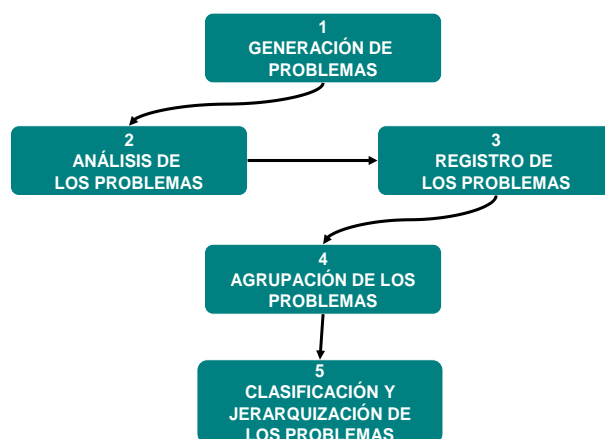 1
GENERACIÓN DE
PROBLEMAS
2
ANÁLISIS DE
LOS PROBLEMAS
3
REGISTRO DE
LOS PROBLEMAS
4
AGRUPACIÓN DE LOS
PROBLEMAS
5
CLASIFICACIÓN Y
JERARQUIZACIÓN DE
LOS PROBLEMAS